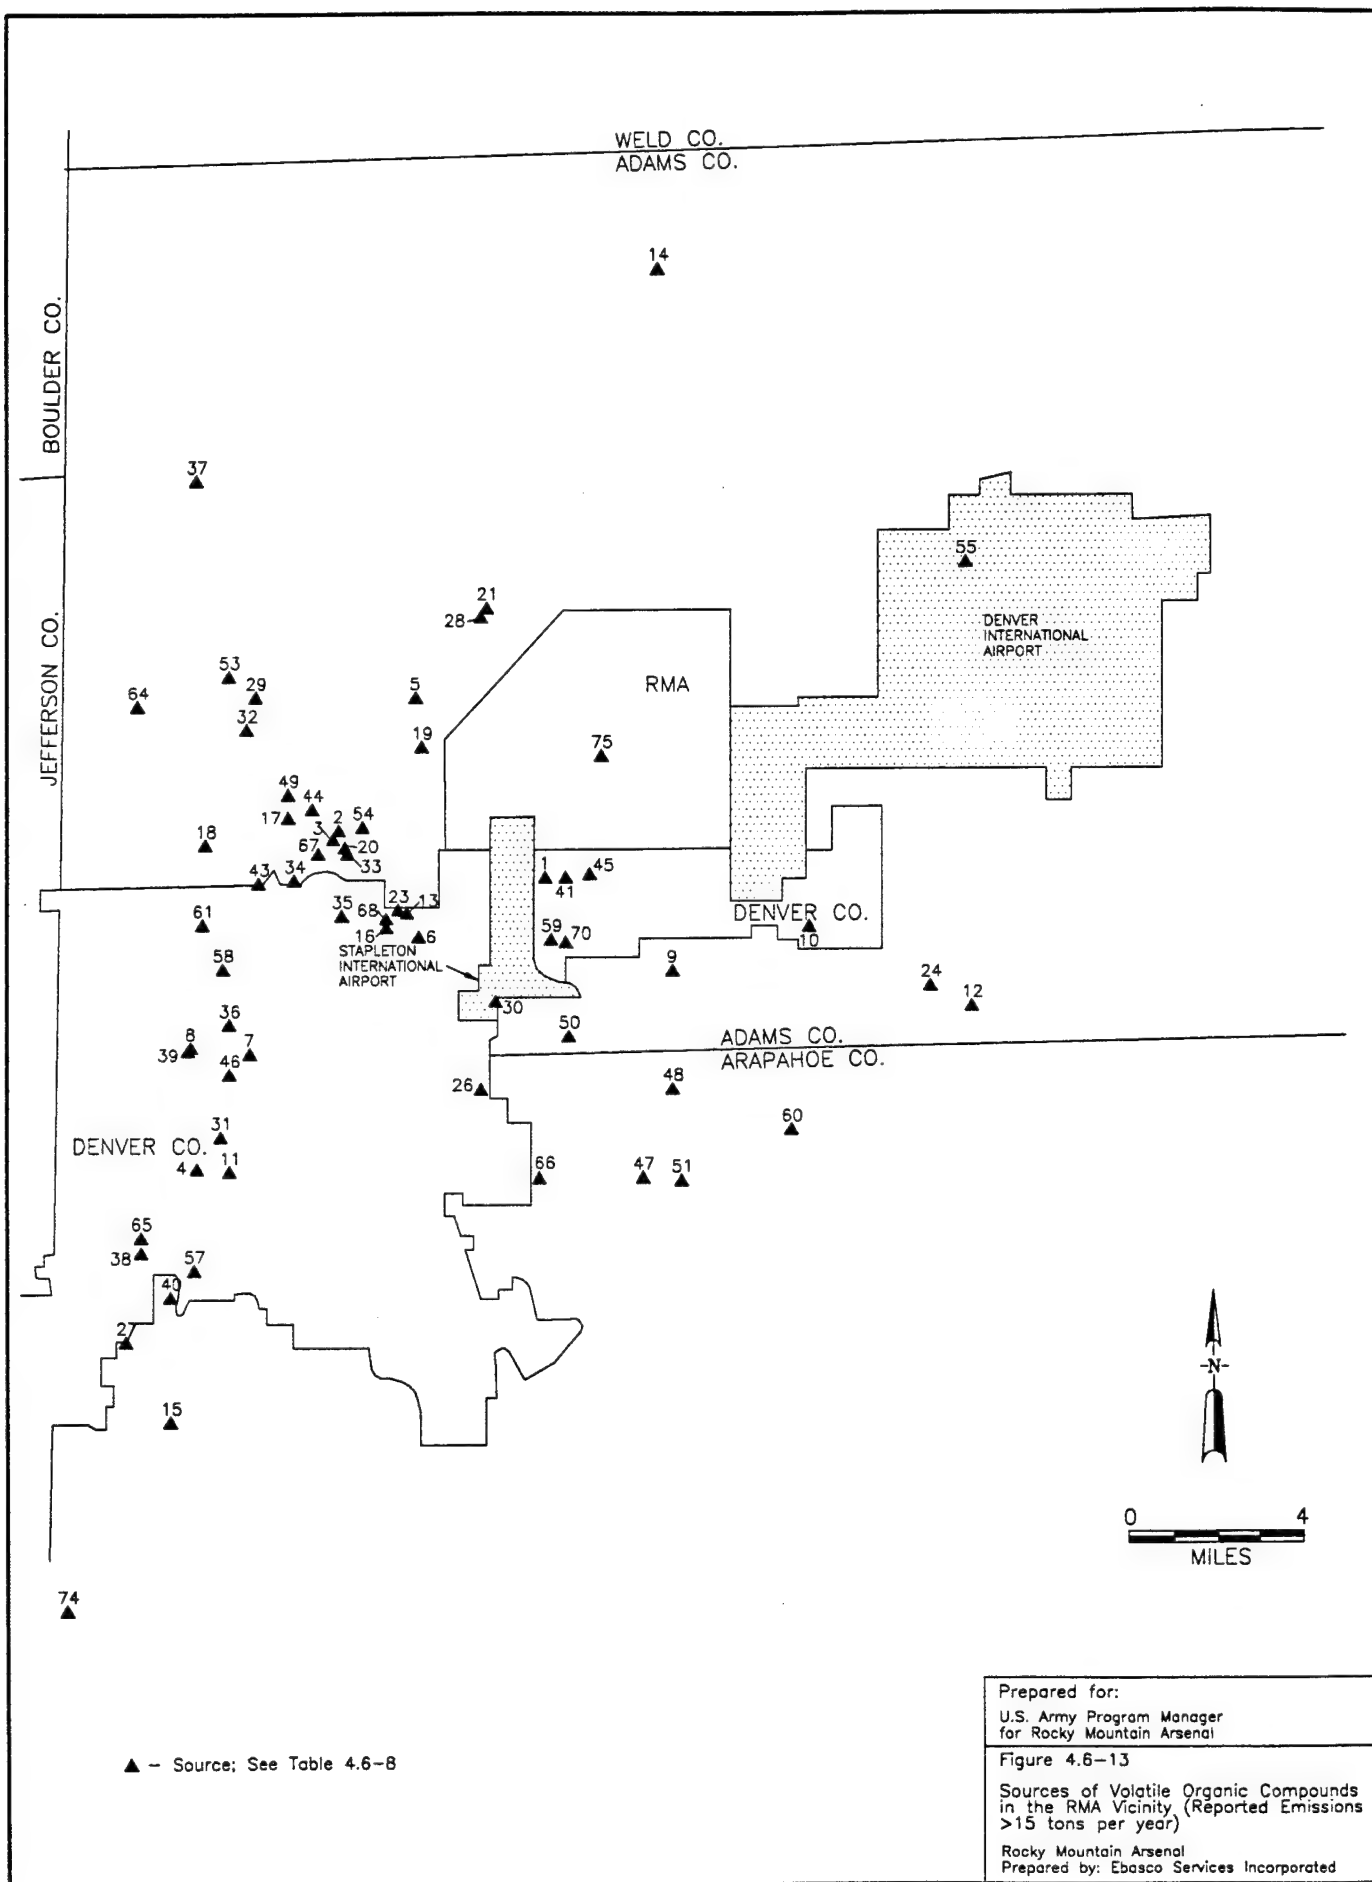 WELD CO.
ADAMS CO.
14
BOULDER CO.
37
55
DENVER
INTERNATIONAL
AIRPORT
21
28
JEFFERSON CO.
53
64
29
5
RMA
32
19
75
49
44
17
2
54
3
18
20
67
33
43
34
1
41
45
23
13
35
68
61
16
6
DENVER CO.
10
59
70
STAPLETON
INTERNATIONAL
AIRPORT
58
9
24
12
30
36
50
8
39
7
ADAMS CO.
ARAPAHOE CO.
46
26
48
60
31
DENVER CO.
4
11
66
47
51
65
38
57
40
27
15
-N-
0 4
MILES
74
▲ – Source; See Table 4.6–8
Prepared for:
U.S. Army Program Manager
for Rocky Mountain Arsenal
Figure 4.6–13
Sources of Volatile Organic Compounds
in the RMA Vicinity (Reported Emissions
>15 tons per year)
Rocky Mountain Arsenal
Prepared by: Ebasco Services Incorporated